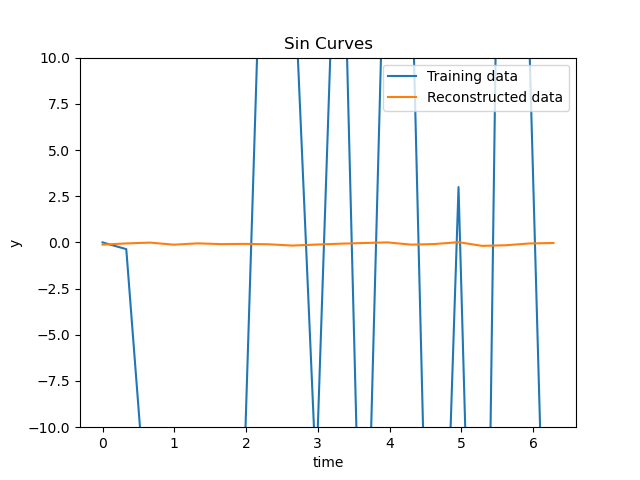 Sin Curves
Training data
Reconstructed data
10.0
7.5
5.0
2.5
0.0
−2.5
−5.0
−7.5
−10.0
y
0 1 2 3 4 5 6
time